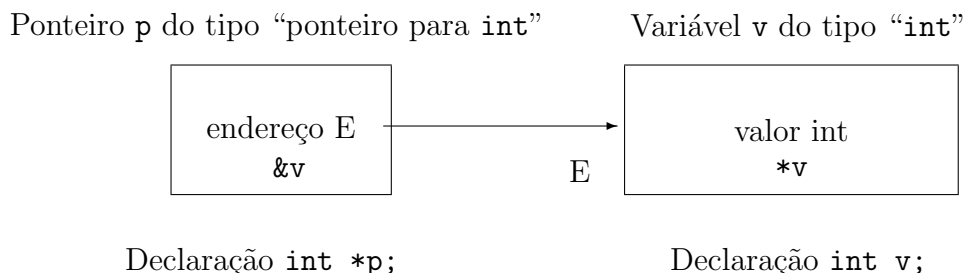 Ponteiro p do tipo “ponteiro para int”
Variável v do tipo “int”
endereço E
&v
E
valor int
*v
Declaração int *p;
Declaração int v;